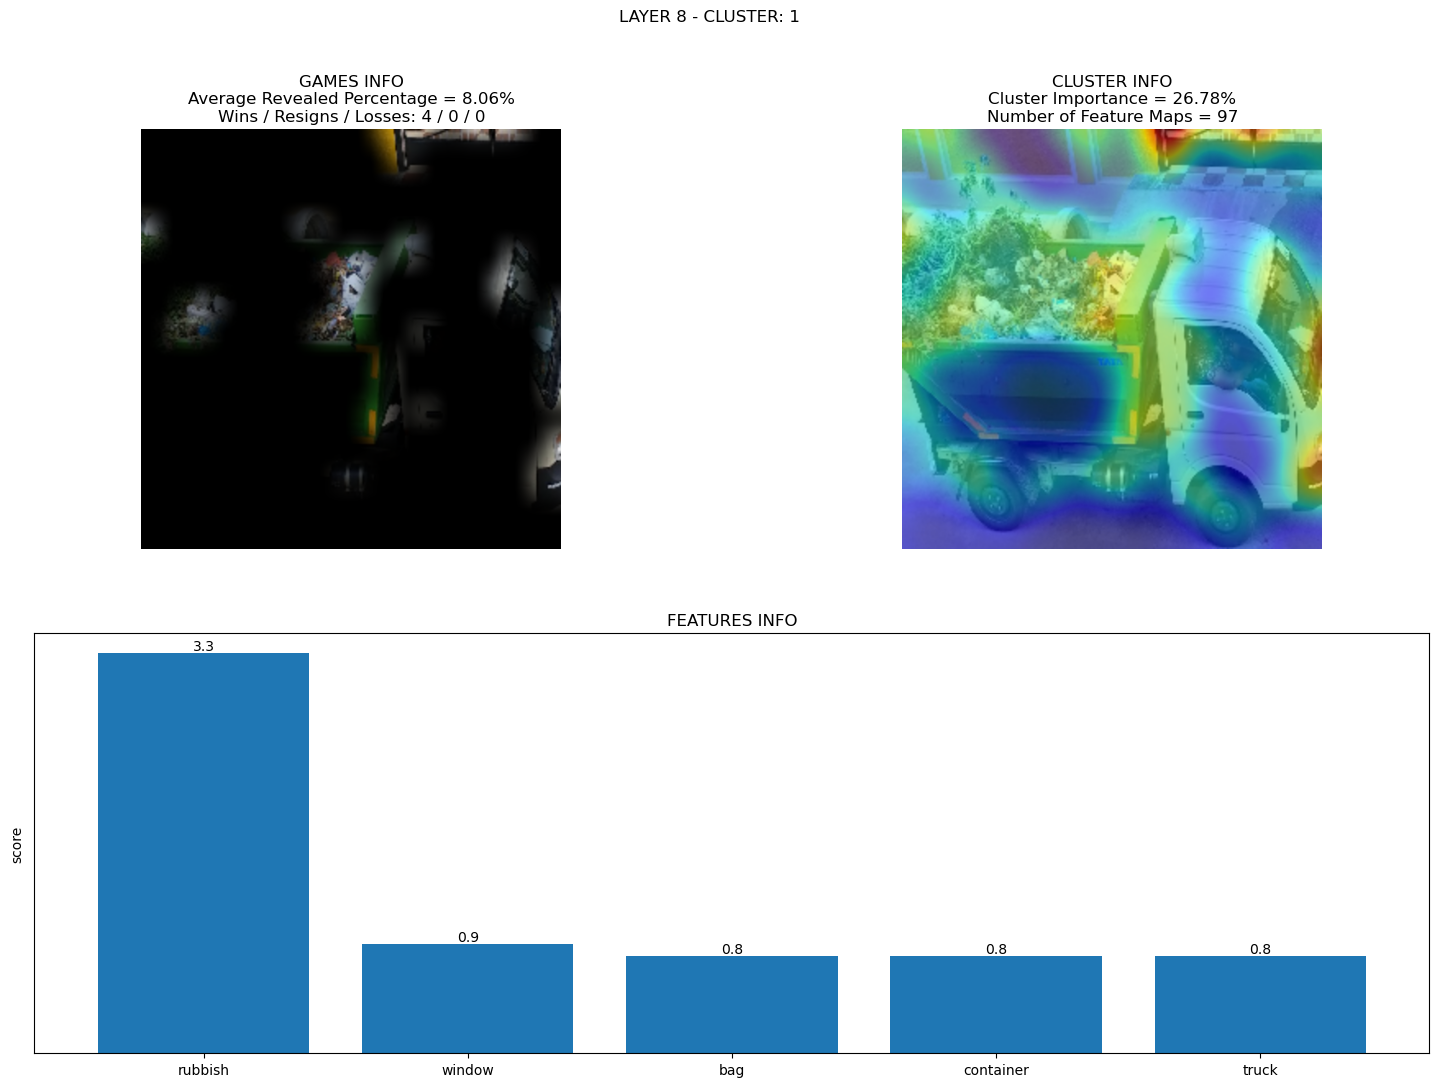 LAYER 8 - CLUSTER: 1
GAMES INFO
Average Revealed Percentage = 8.06%
Wins / Resigns / Losses: 4 / 0 / 0
CLUSTER INFO
Cluster Importance = 26.78%
Number of Feature Maps = 97
FEATURES INFO
score
3.3
0.9
0.8
0.8
0.8
rubbish
window
bag
container
truck